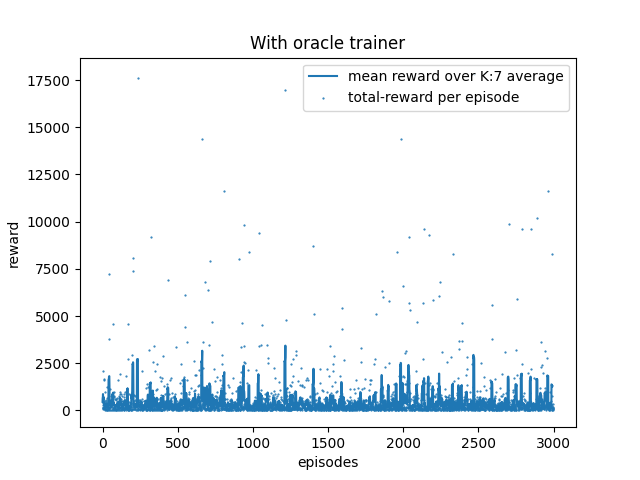 With oracle trainer
mean reward over K:7 average
total-reward per episode
reward
17500
15000
12500
10000
7500
5000
2500
0
0 500 1000 1500 2000 2500 3000
episodes